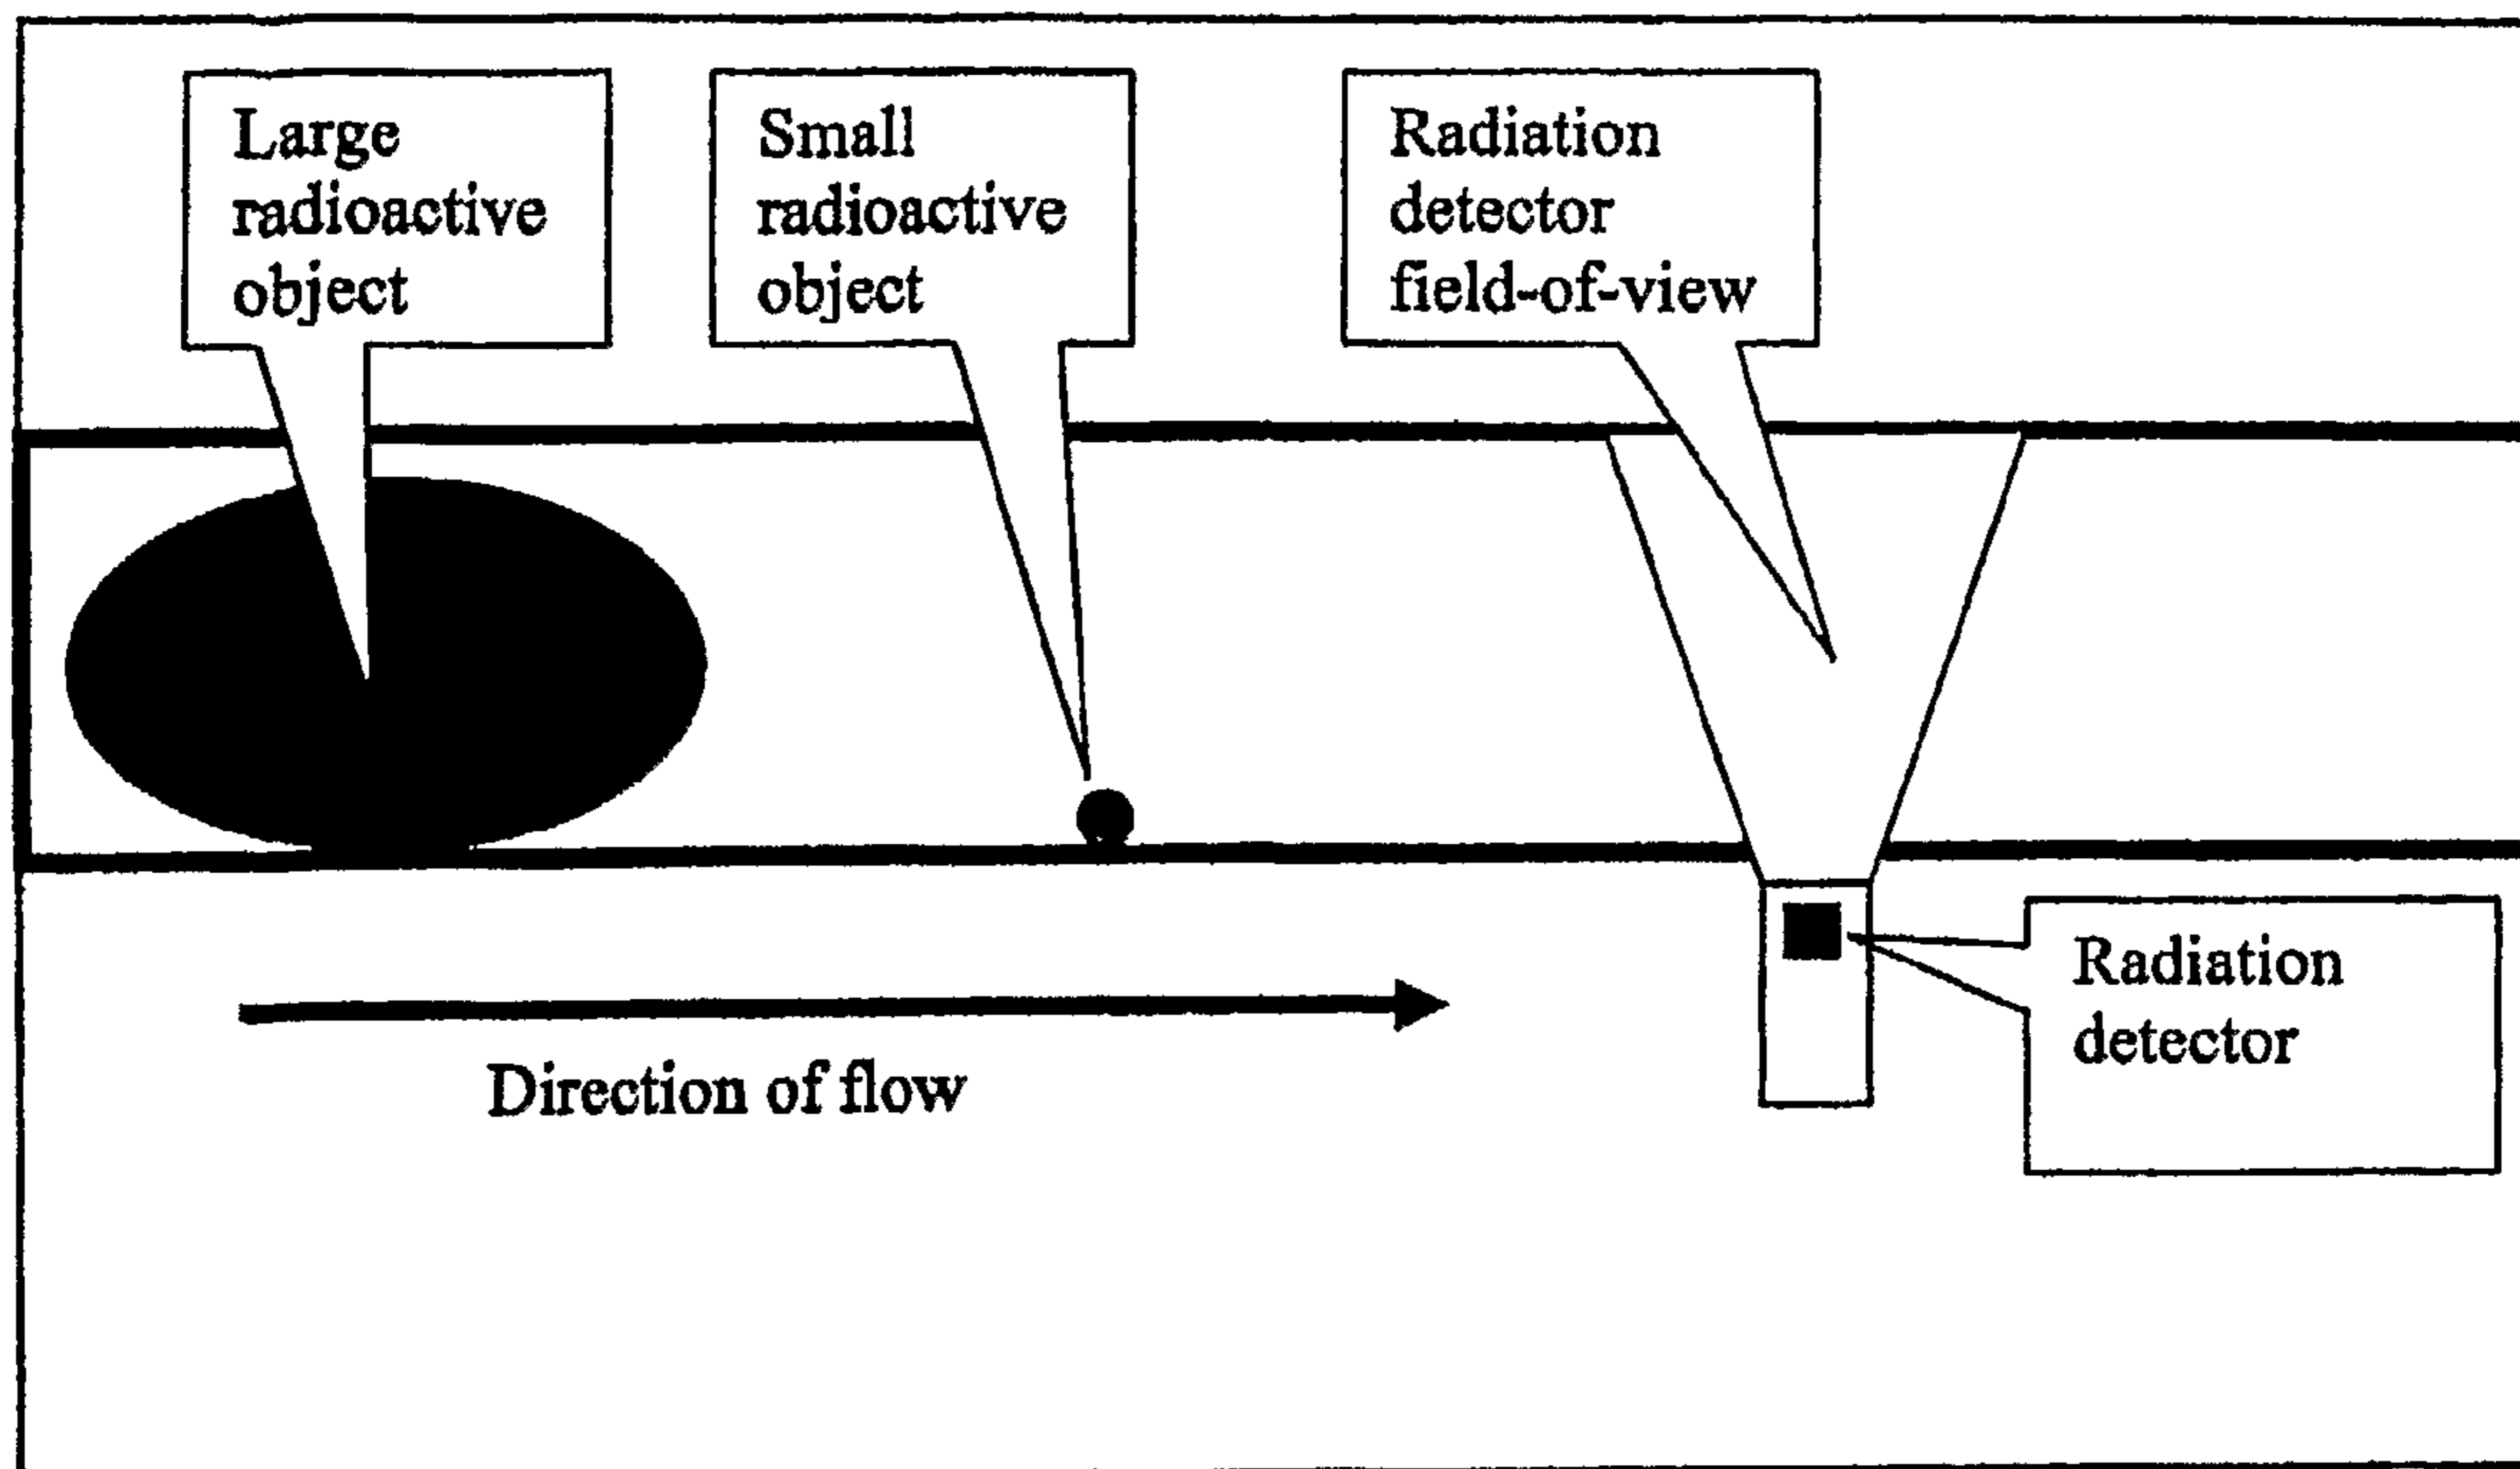 Large
radioactive
object
Small
radioactive
object
Radiation
detector
field-of-view
Radiation
detector
Direction of flow